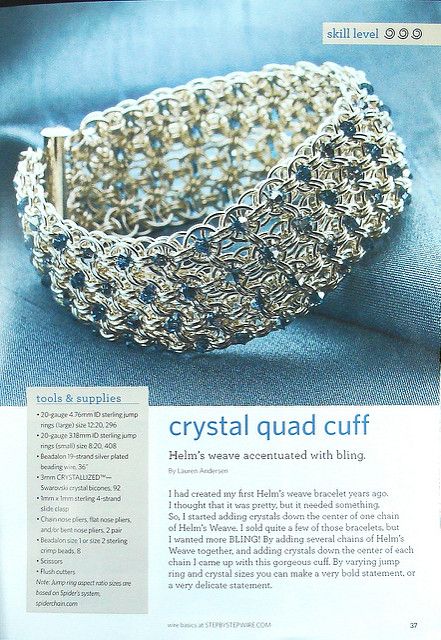 skill level
tools & supplies
• 20-gauge 4.76mm ID sterling jump
rings (large) size 12:20, 296
• 20-gauge 3.18mm ID sterling jump
rings (small) size 8:20, 408
• Beadalon 19-strand silver plated
beading wire, 36"
• 3mm CRYSTALLIZED™—
Swarovski crystal bicones, 92
• 1mm x 1mm sterling 4-strand
slide clasp
• Chain nose pliers, flat nose pliers,
and/or bent nose pliers, 2 pair
• Beadalon size 1 or size 2 sterling
crimp beads, 8
• Scissors
• Flush cutters
Note: Jump ring aspect ratio sizes are
based on Spider's system,
spiderchain.com
crystal quad cuff
Helm's weave accentuated with bling.
By Lauren Andersen
I had created my first Helm's weave bracelet years ago.
I thought that it was pretty, but it needed something.
So, I started adding crystals down the center of one chain
of Helm's Weave. I sold quite a few of those bracelets, but
I wanted more BLING! By adding several chains of Helm's
Weave together, and adding crystals down the center of each
chain I came up with this gorgeous cuff. By varying jump
ring and crystal sizes you can make a very bold statement, or
a very delicate statement.
wire basics at STEPBYSTEPWIRE.COM
37